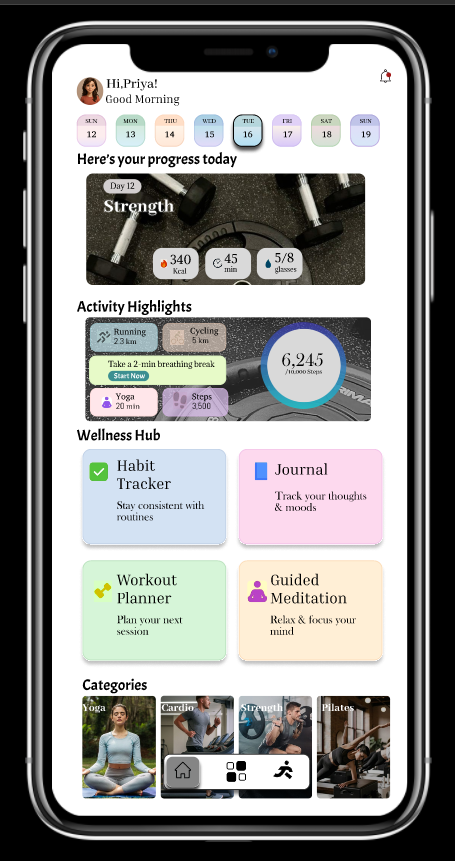 Hi,Priya!
Good Morning
SUN MON THU WED TUE FRI SAT SUN
12 13 14 15 16 17 18 19
Here's your progress today
Day 12
Strength
340 45 5/8
Kcal min glasses
Activity Highlights
Running Cycling
2.3 km 5 km
Take a 2-min breathing break
Start Now
Yoga Steps
20 min 3,500
6,245
/10,000 Steps
Wellness Hub
Habit
Tracker
Stay consistent with
routines
Journal
Track your thoughts
& moods
Workout
Planner
Plan your next
session
Guided
Meditation
Relax & focus your
mind
Categories
Yoga Cardio Strength Pilates